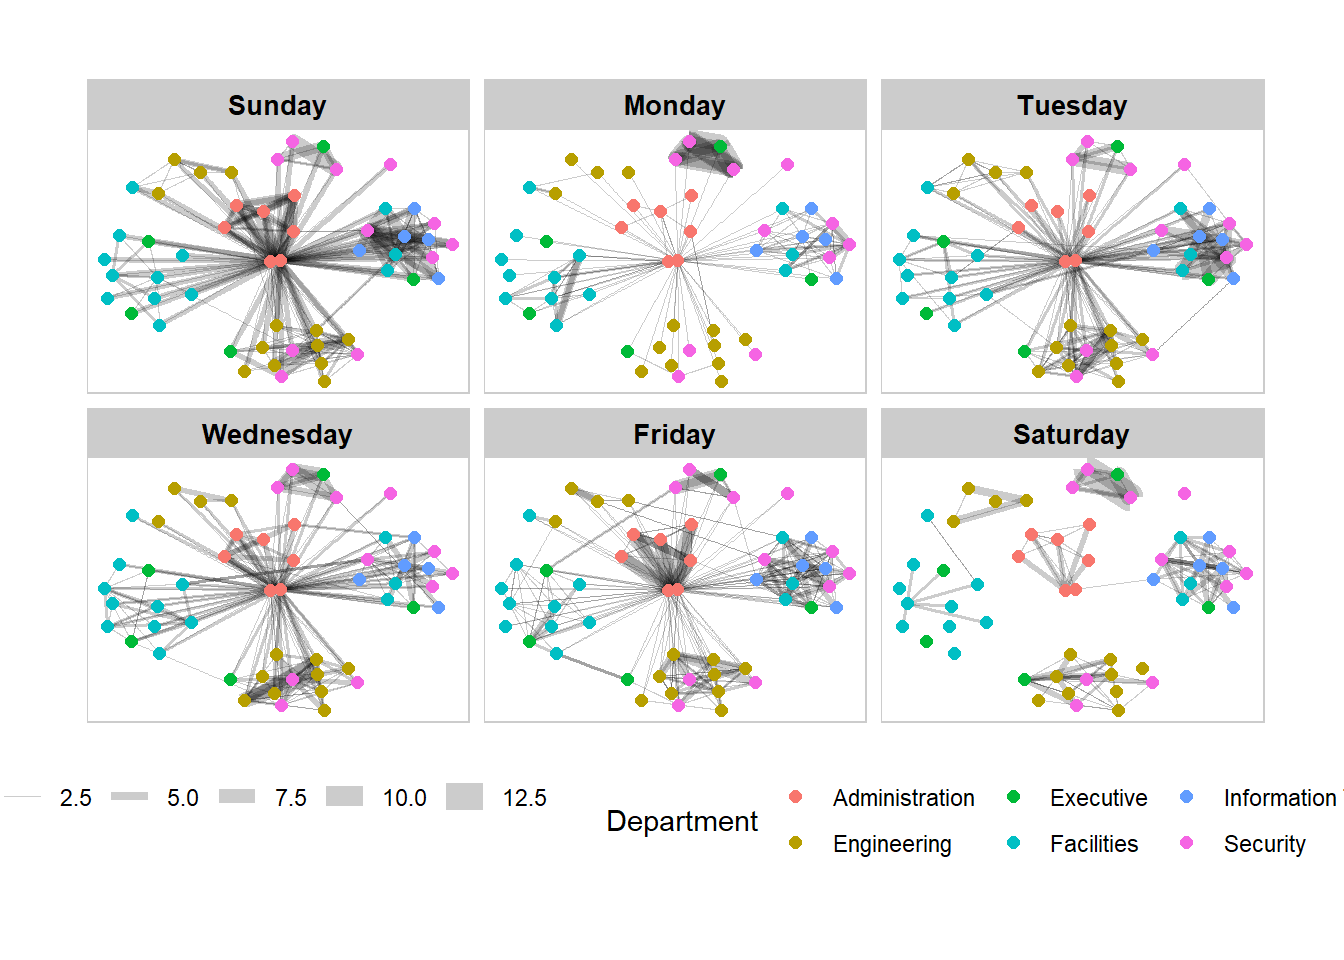 Sunday
Monday
Tuesday
Wednesday
Friday
Saturday
2.5 5.0 7.5 10.0 12.5
Department
Administration Executive Information
Engineering Facilities Security